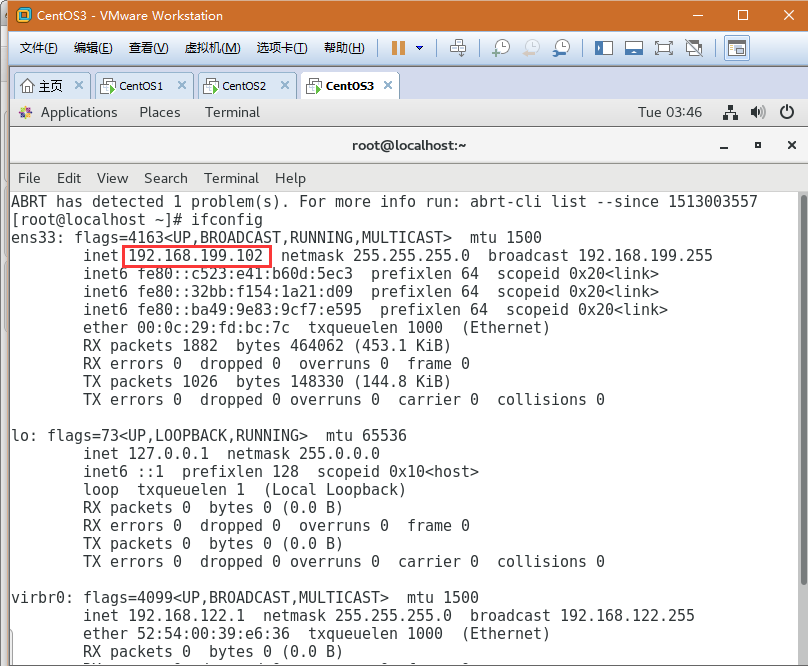 CentOS3 - VMware Workstation
文件(F) 编辑(E) 查看(V) 虚拟机(M) 选项卡(T) 帮助(H)
主页 CentOS1 CentOS2 CentOS3
Applications Places Terminal Tue 03:46
root@localhost:~
File Edit View Search Terminal Help
ABRT has detected 1 problem(s). For more info run: abrt-cli list --since 1513003557
[root@localhost ~]# ifconfig
ens33: flags=4163<UP,BROADCAST,RUNNING,MULTICAST>  mtu 1500
        inet 192.168.199.102  netmask 255.255.255.0  broadcast 192.168.199.255
        inet6 fe80::c523:e41:b60d:5ec3  prefixlen 64  scopeid 0x20<link>
        inet6 fe80::32bb:f154:1a21:d09  prefixlen 64  scopeid 0x20<link>
        inet6 fe80::ba49:9e83:9cf7:e595  prefixlen 64  scopeid 0x20<link>
        ether 00:0c:29:fd:bc:7c  txqueuelen 1000  (Ethernet)
        RX packets 1882  bytes 464062 (453.1 KiB)
        RX errors 0  dropped 0  overruns 0  frame 0
        TX packets 1026  bytes 148330 (144.8 KiB)
        TX errors 0  dropped 0 overruns 0  carrier 0  collisions 0
lo: flags=73<UP,LOOPBACK,RUNNING>  mtu 65536
        inet 127.0.0.1  netmask 255.0.0.0
        inet6 ::1  prefixlen 128  scopeid 0x10<host>
        loop  txqueuelen 1  (Local Loopback)
        RX packets 0  bytes 0 (0.0 B)
        RX errors 0  dropped 0  overruns 0  frame 0
        TX packets 0  bytes 0 (0.0 B)
        TX errors 0  dropped 0 overruns 0  carrier 0  collisions 0
virbr0: flags=4099<UP,BROADCAST,MULTICAST>  mtu 1500
        inet 192.168.122.1  netmask 255.255.255.0  broadcast 192.168.122.255
        ether 52:54:00:39:e6:36  txqueuelen 1000  (Ethernet)
        RX packets 0  bytes 0 (0.0 B)